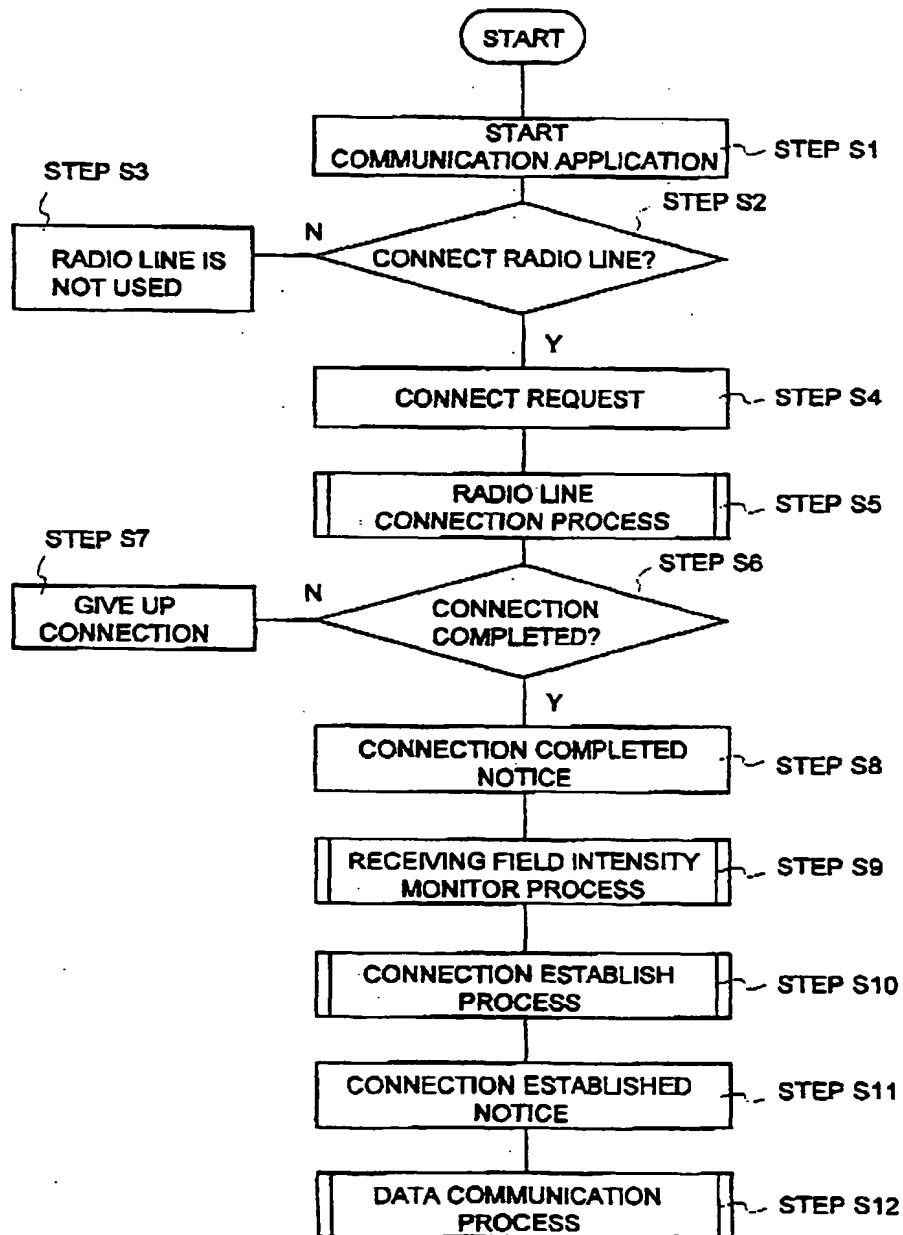 START
START
COMMUNICATION APPLICATION
STEP S1
STEP S3
STEP S2
RADIO LINE IS
NOT USED
N
CONNECT RADIO LINE?
Y
CONNECT REQUEST
STEP S4
RADIO LINE
CONNECTION PROCESS
STEP S5
STEP S7
STEP S6
GIVE UP
CONNECTION
N
CONNECTION
COMPLETED?
Y
CONNECTION COMPLETED
NOTICE
STEP S8
RECEIVING FIELD INTENSITY
MONITOR PROCESS
STEP S9
CONNECTION ESTABLISH
PROCESS
STEP S10
CONNECTION ESTABLISHED
NOTICE
STEP S11
DATA COMMUNICATION
PROCESS
STEP S12